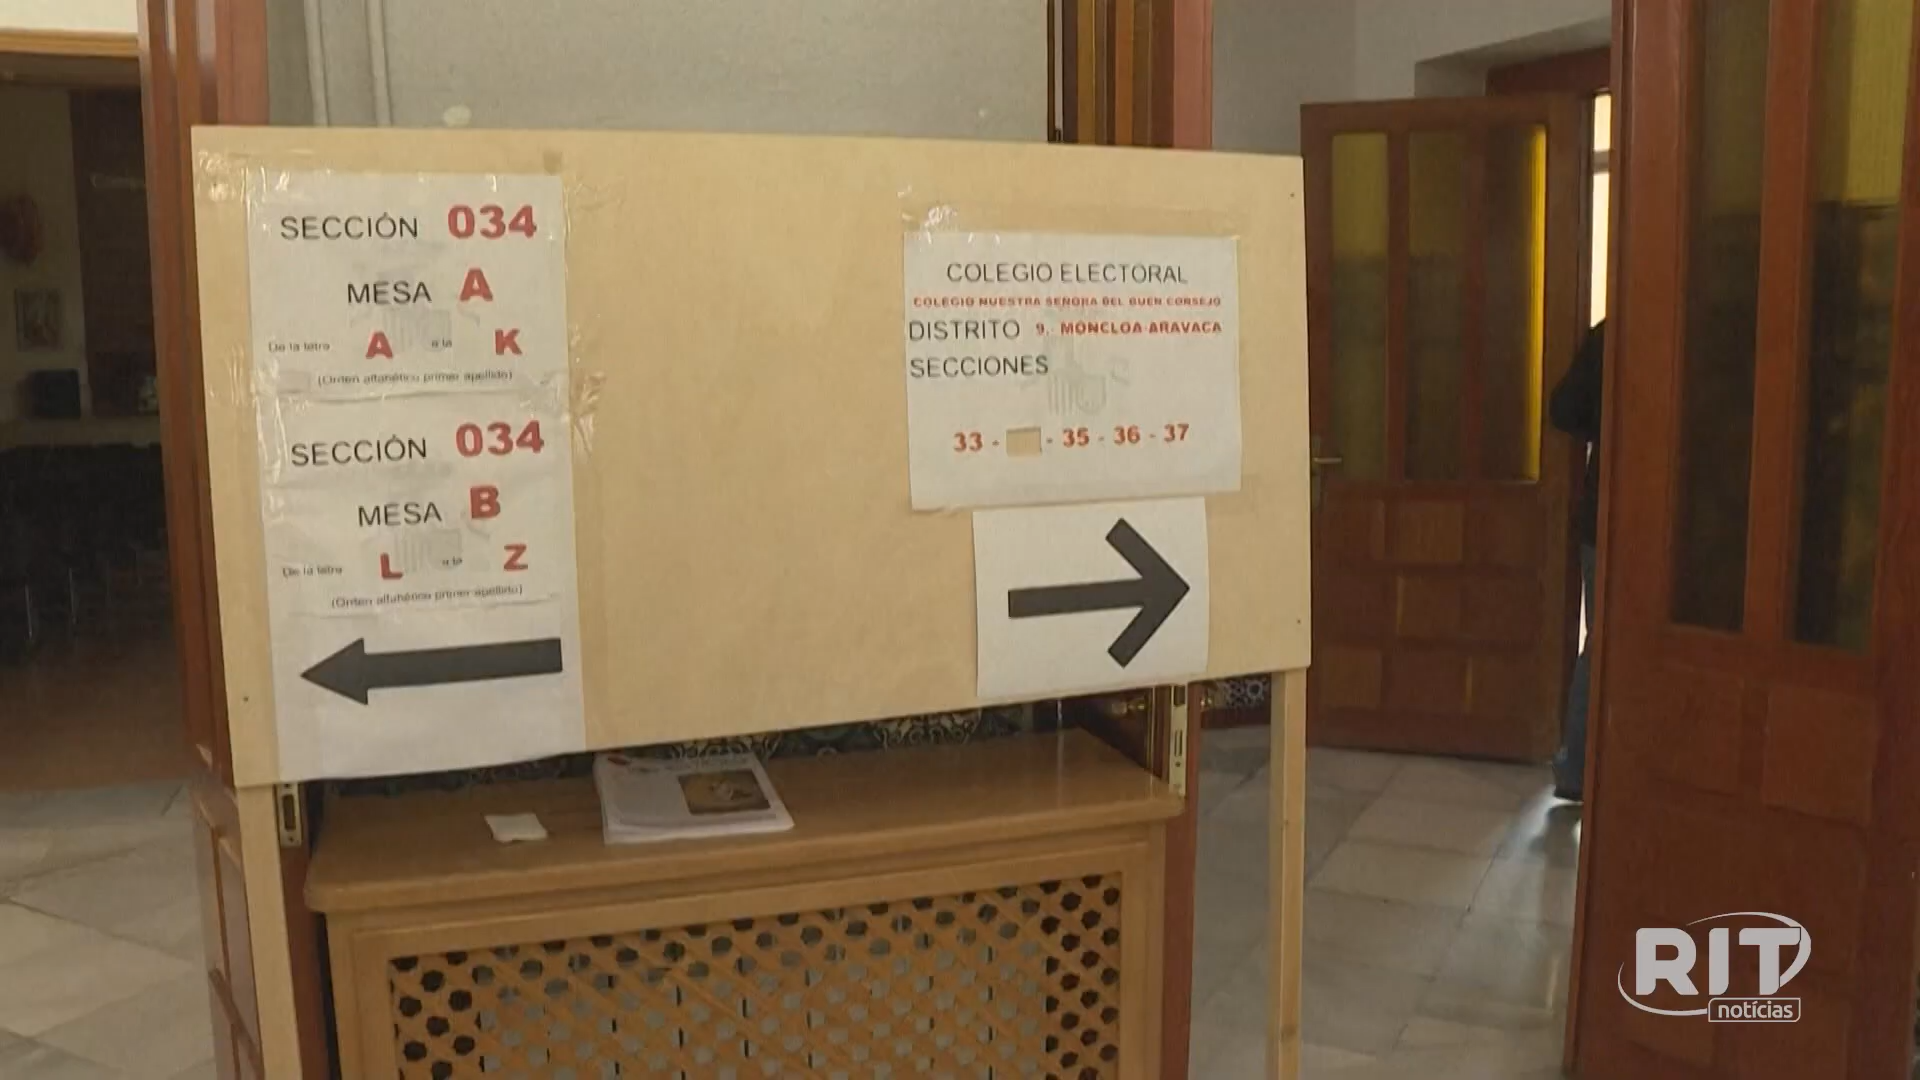 SECCIÓN 034
MESA A
De la letra A a la K
(Orden alfabético primer apellido)
SECCIÓN 034
MESA B
De la letra L a la Z
(Orden alfabético primer apellido)
COLEGIO ELECTORAL
COLEGIO NUESTRA SEÑORA DEL BUEN CONSEJO
DISTRITO 9.- MONCLOA-ARAVACA
SECCIONES
33 - - 35 - 36 - 37
RIT
notícias